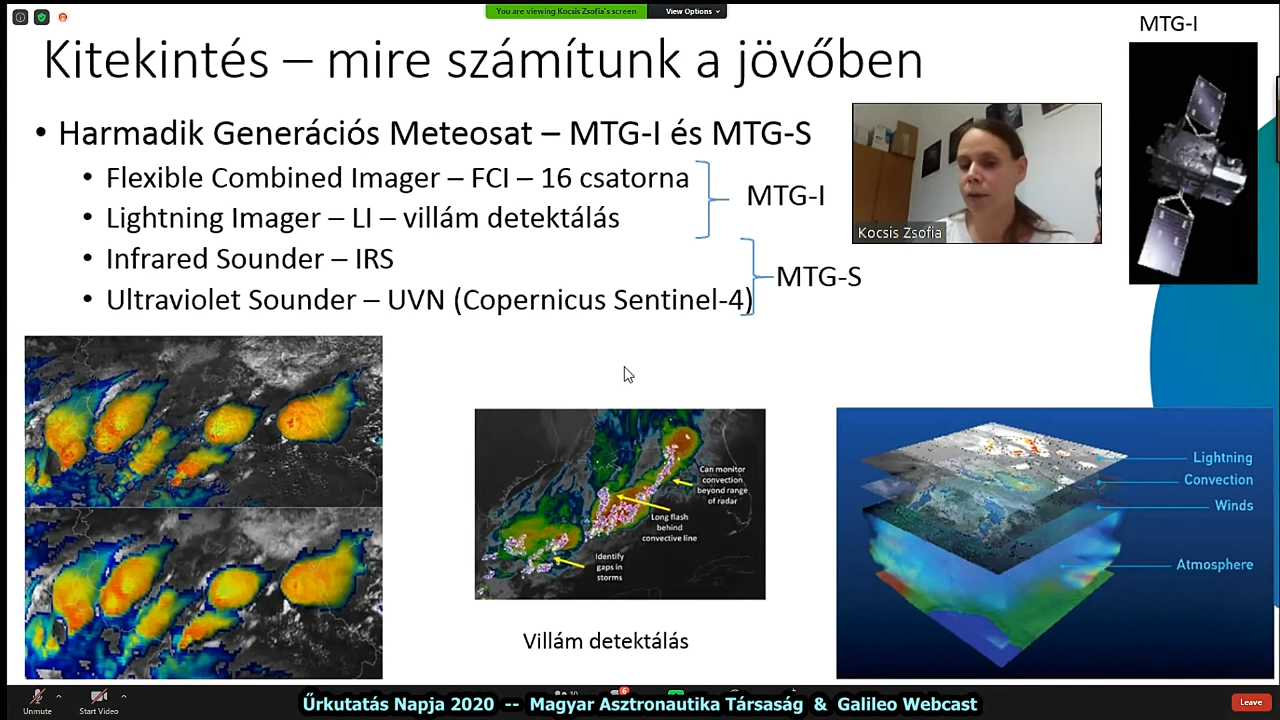 You are viewing Kocsis Zsofia's screen
View Options
MTG-I
Kitekintés – mire számítunk a jövőben
• Harmadik Generációs Meteosat – MTG-I és MTG-S
• Flexible Combined Imager – FCI – 16 csatorna
• Lightning Imager – LI – villám detektálás
MTG-I
• Infrared Sounder – IRS
• Ultraviolet Sounder – UVN (Copernicus Sentinel-4)
MTG-S
Kocsis Zsofia
Can monitor
convection
beyond range
of radar
Long flash
behind
convective line
Identify
gaps in
storms
Villám detektálás
Lightning
Convection
Winds
Atmosphere
Unmute
Start Video
Űrkutatás Napja 2020 -- Magyar Asztronautika Társaság & Galileo Webcast
Leave